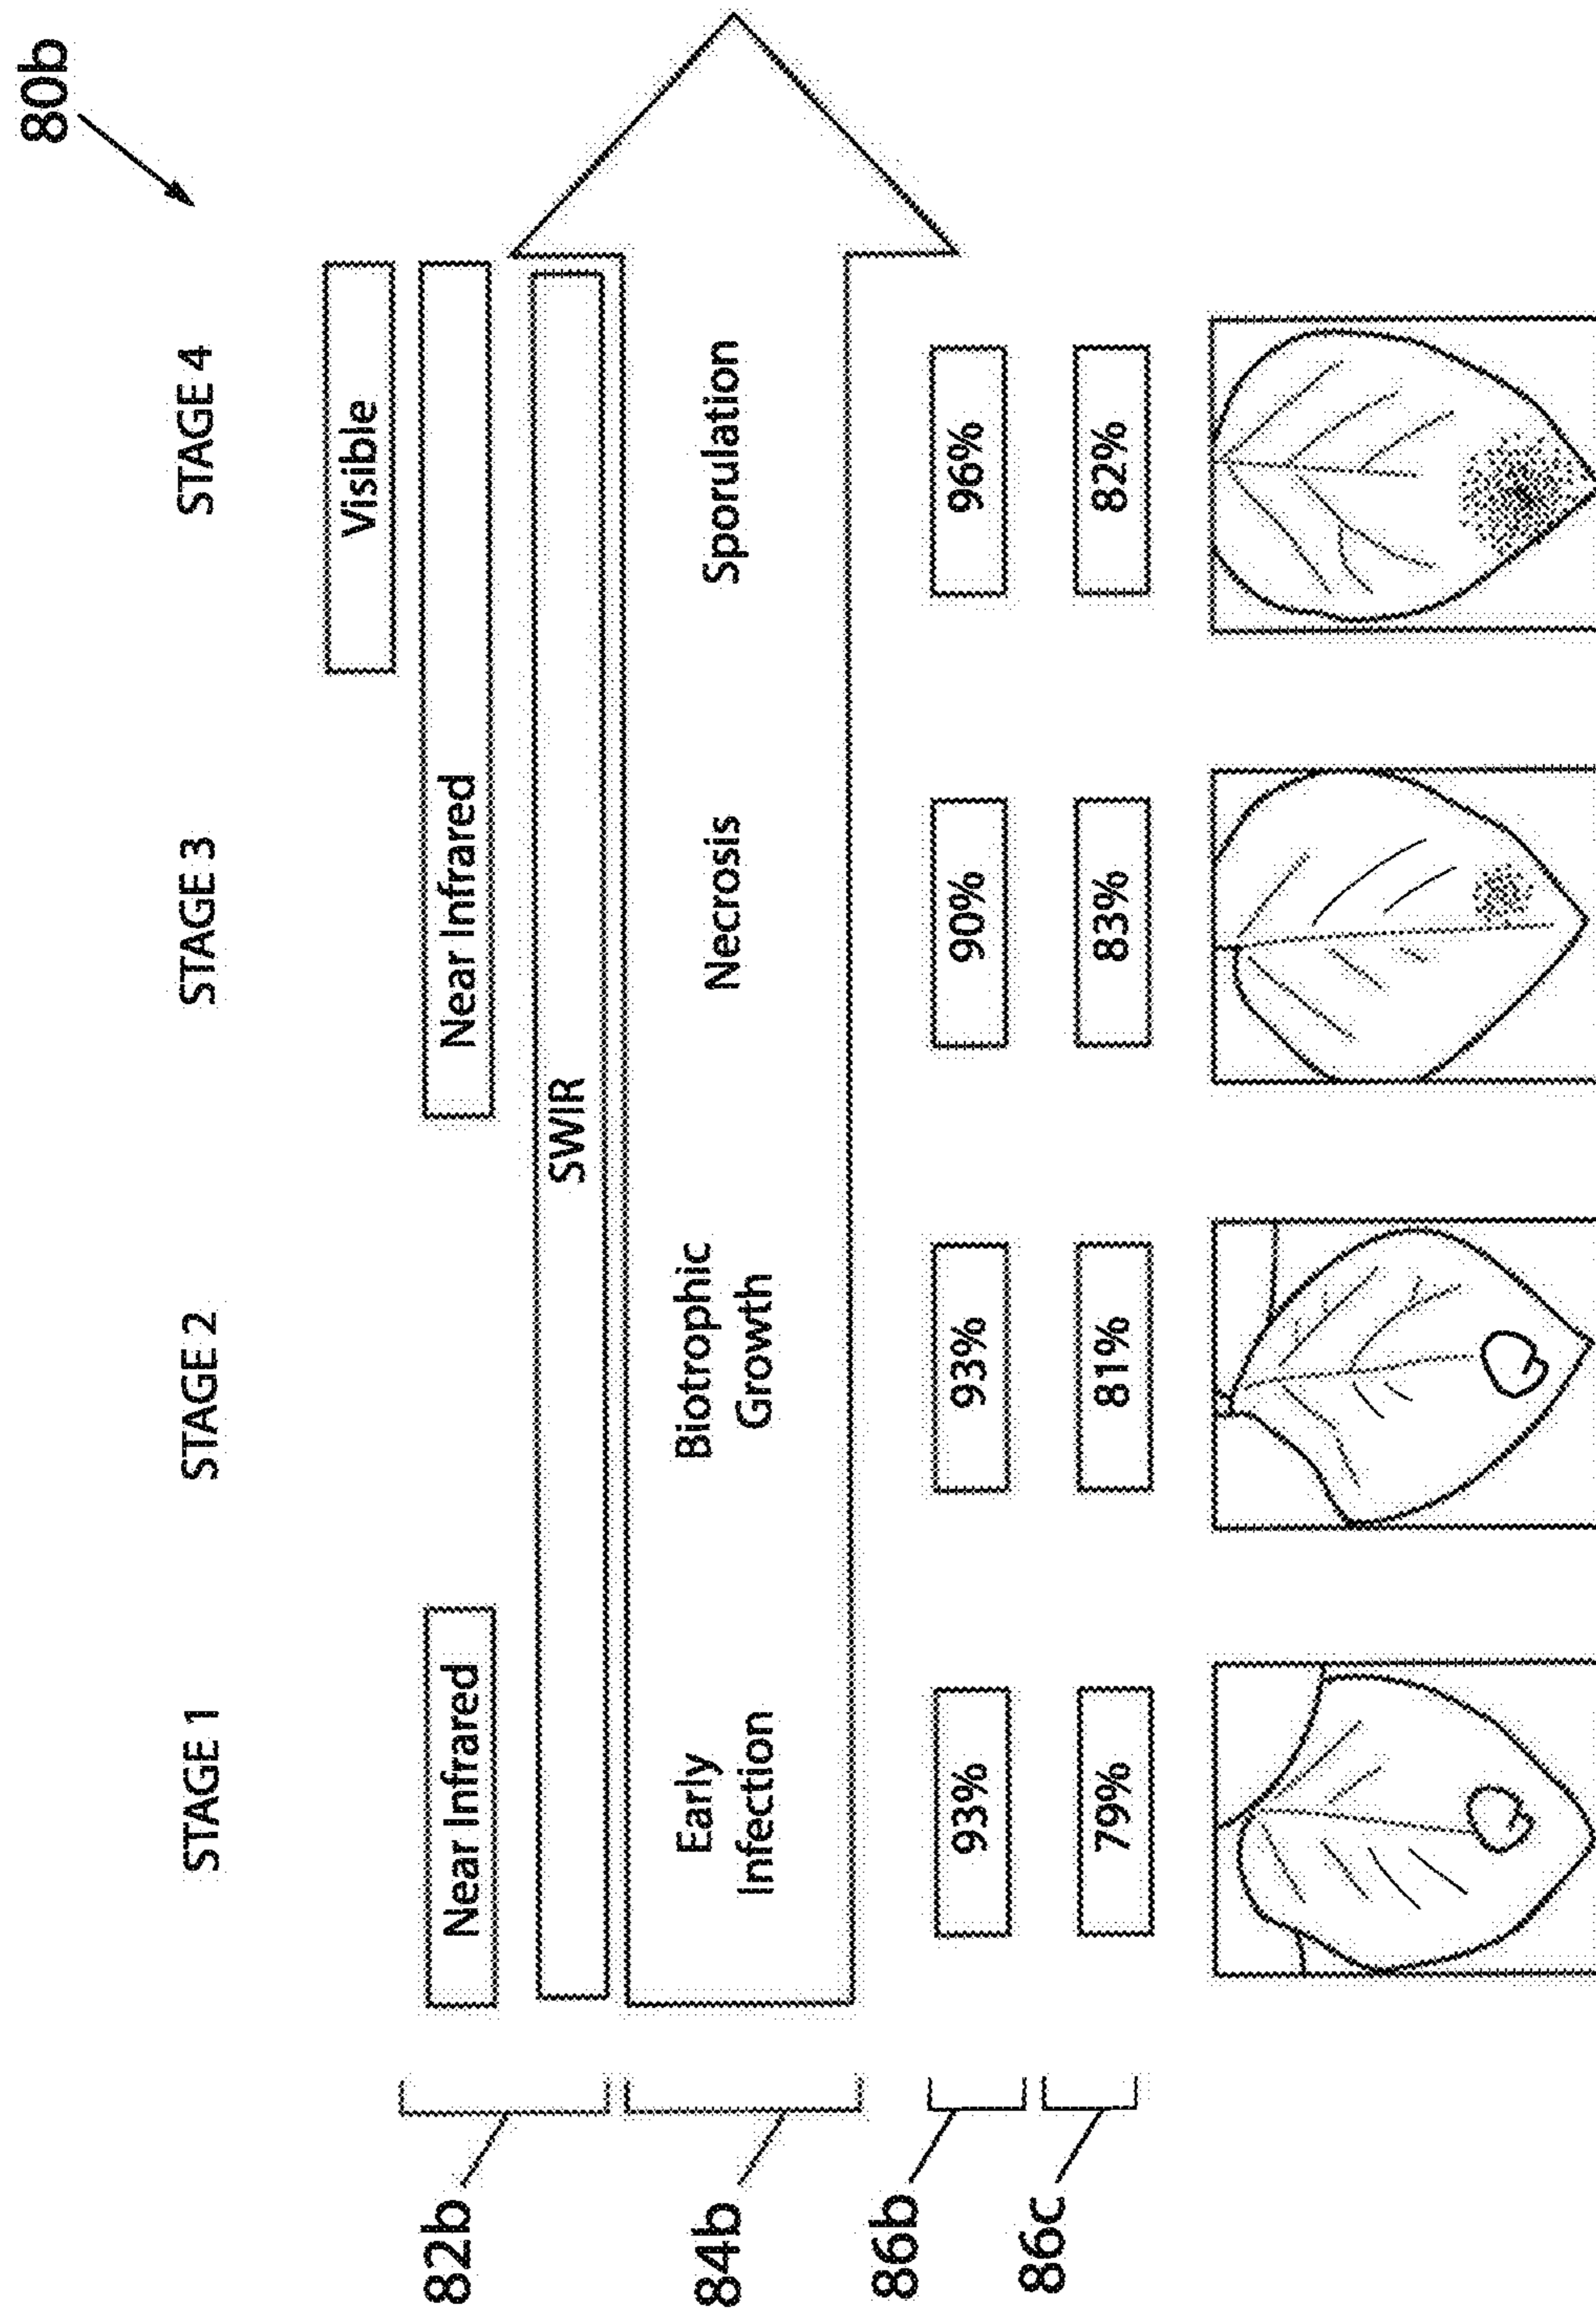 80b
STAGE 1 STAGE 2 STAGE 3 STAGE 4
Visible
Near Infrared Near Infrared
SWIR
82b
Early Infection Biotrophic Growth Necrosis Sporulation
84b
93% 93% 90% 96%
86b
79% 81% 83% 82%
86c